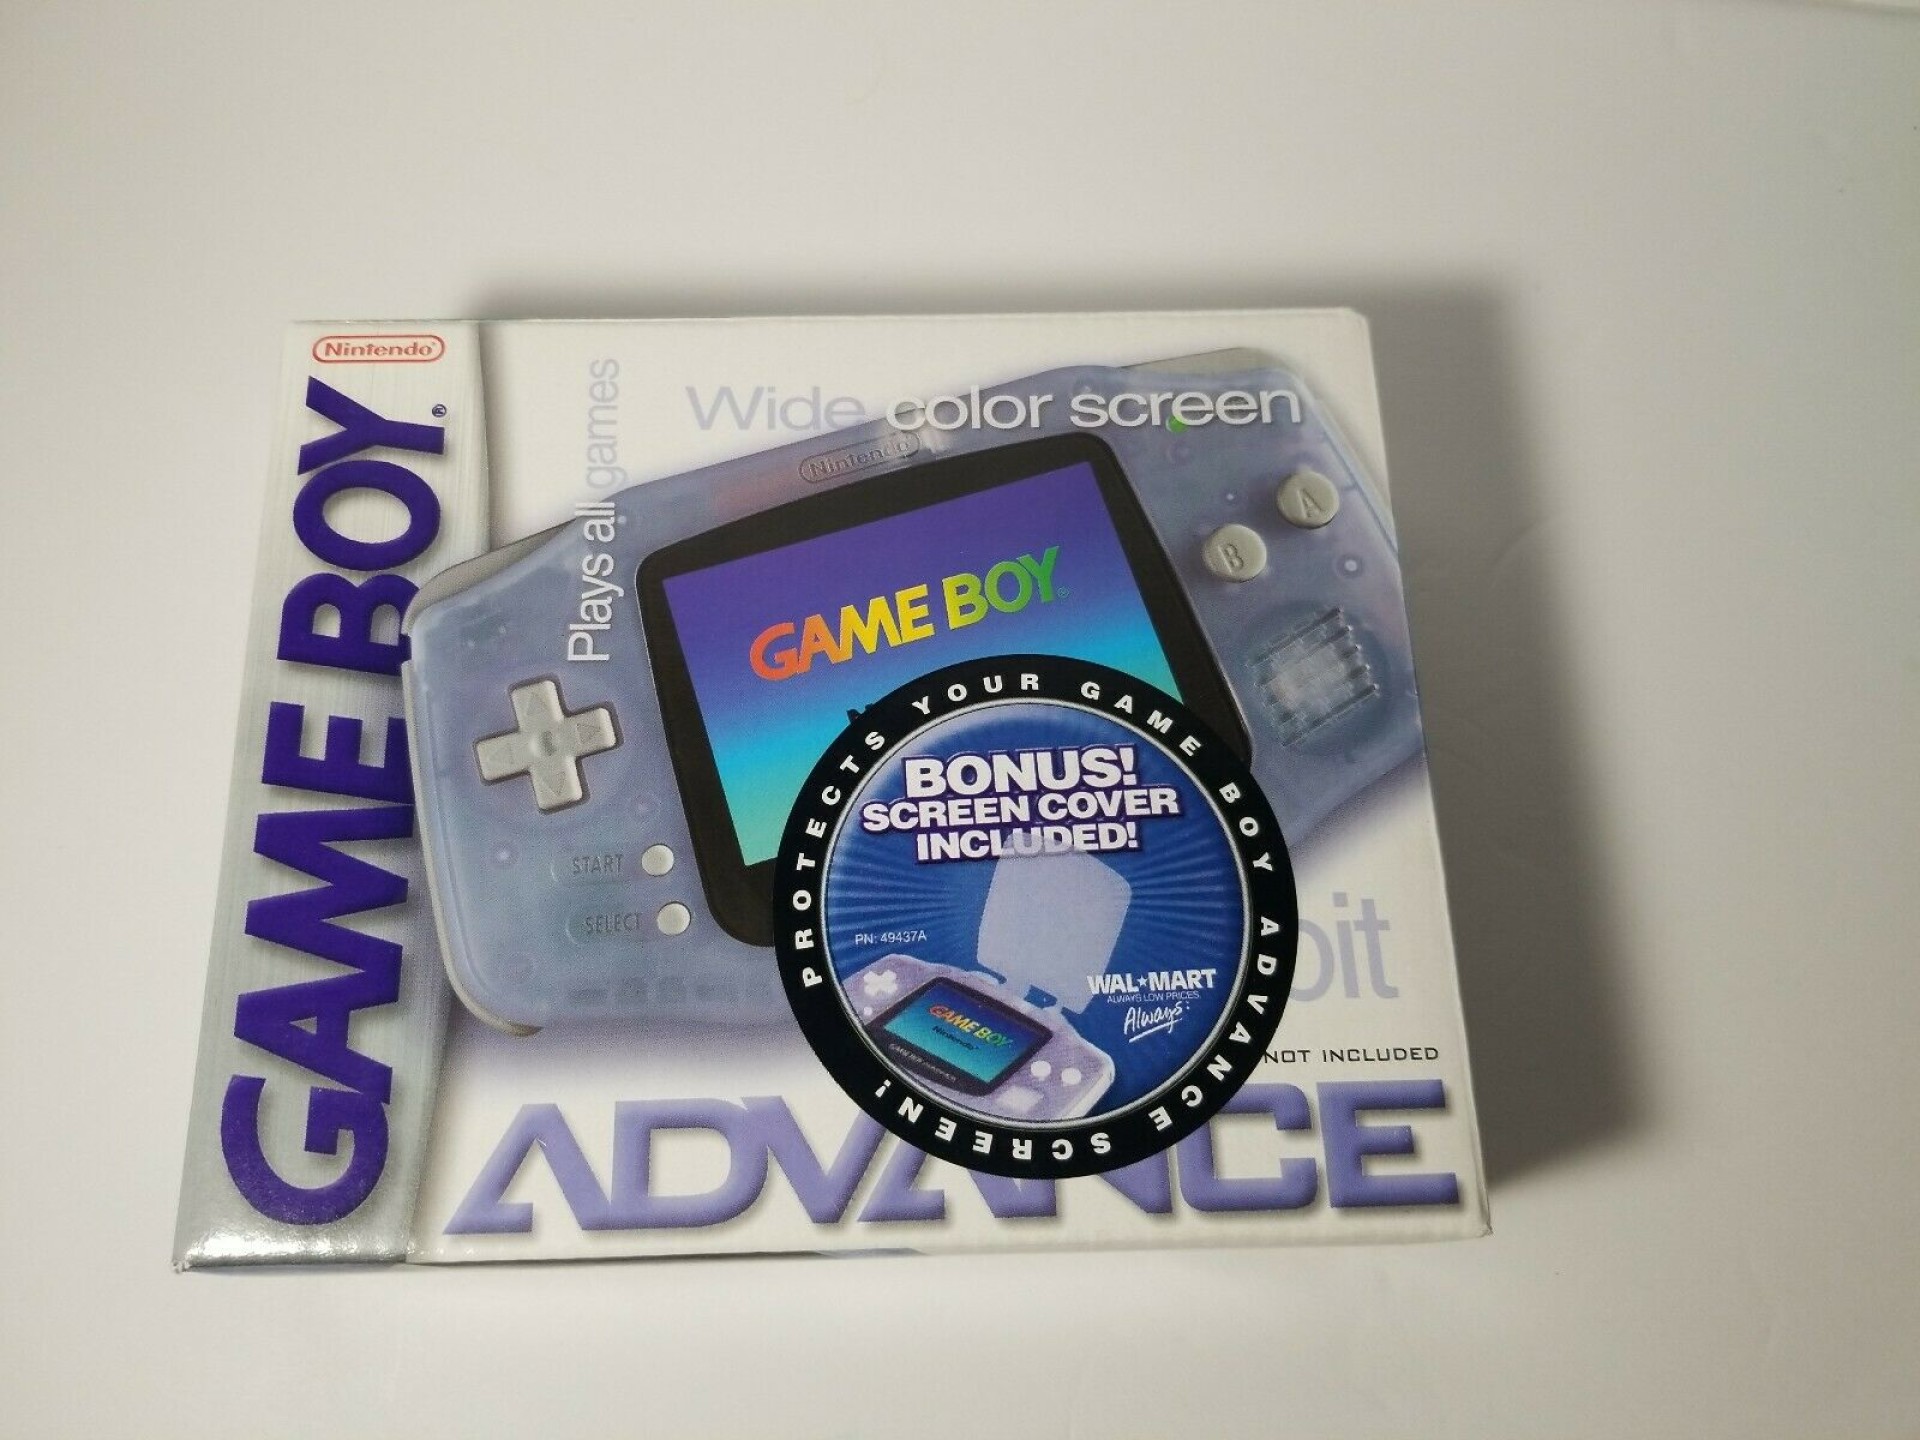 Nintendo®
GAME BOY®
Plays all games
Wide color screen
Nintendo
A
B
GAME BOY®
START
SELECT
PROTECTS YOUR GAME BOY ADVANCE SCREEN!
BONUS!
SCREEN COVER
INCLUDED!
PN: 49437A
WAL★MART
ALWAYS LOW PRICES.
Always.
GAME BOY
Nintendo
bit
NOT INCLUDED
ADVANCE